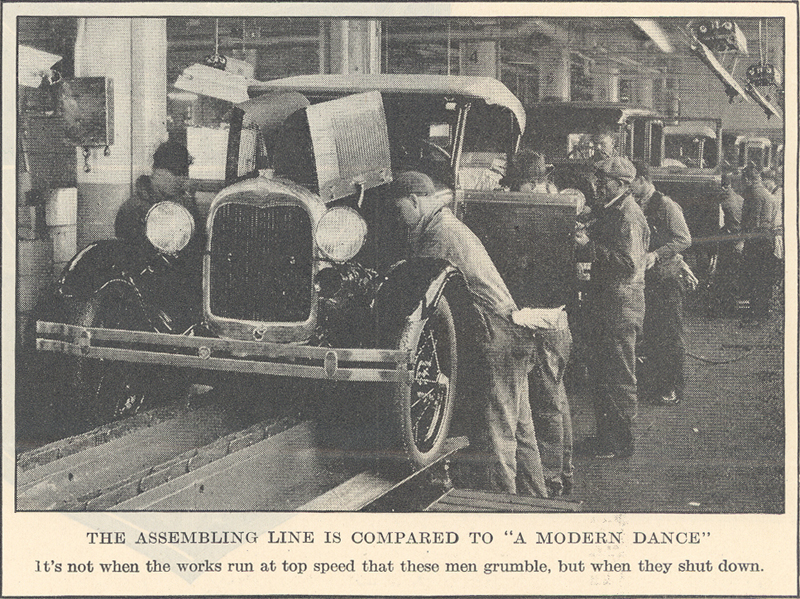 THE ASSEMBLING LINE IS COMPARED TO "A MODERN DANCE"
It's not when the works run at top speed that these men grumble, but when they shut down.